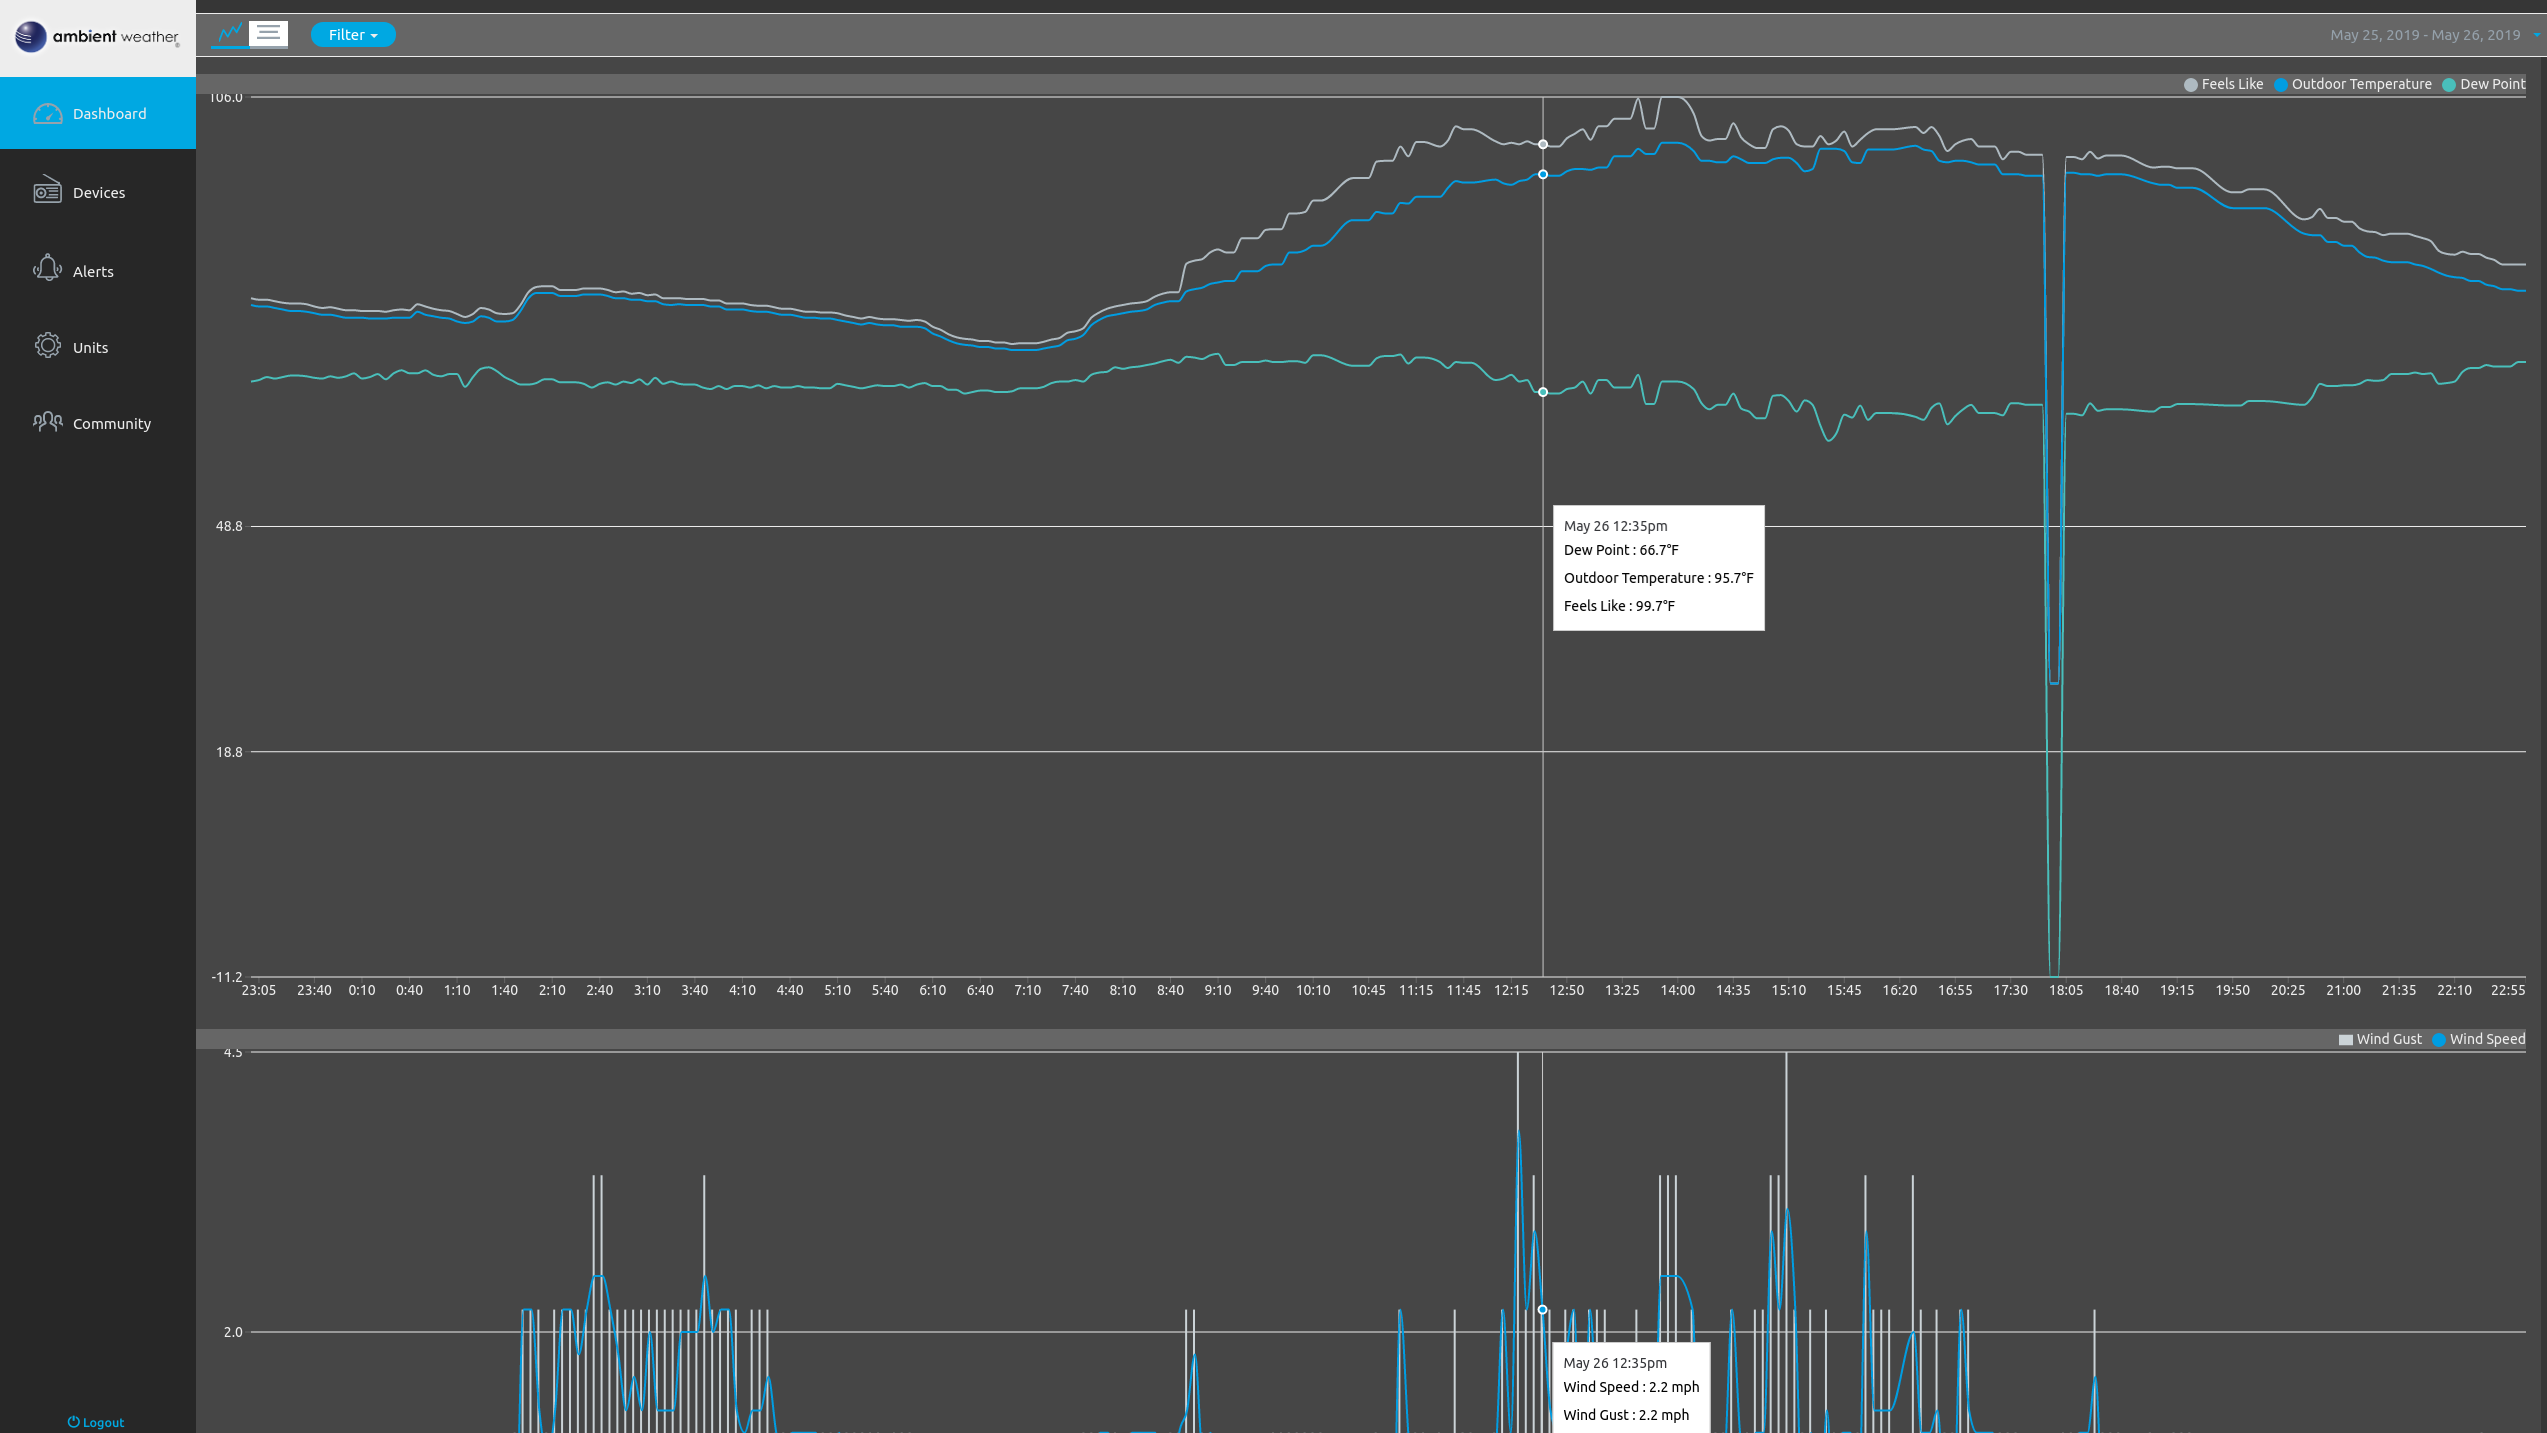 ambient weather
Filter
May 25, 2019 - May 26, 2019
Dashboard
Devices
Alerts
Units
Community
Logout
Feels Like Outdoor Temperature Dew Point
106.0
48.8
May 26 12:35pm
Dew Point : 66.7°F
Outdoor Temperature : 95.7°F
Feels Like : 99.7°F
18.8
-11.2
23:05 23:40 0:10 0:40 1:10 1:40 2:10 2:40 3:10 3:40 4:10 4:40 5:10 5:40 6:10 6:40 7:10 7:40 8:10 8:40 9:10 9:40 10:10 10:45 11:15 11:45 12:15 12:50 13:25 14:00 14:35 15:10 15:45 16:20 16:55 17:30 18:05 18:40 19:15 19:50 20:25 21:00 21:35 22:10 22:55
Wind Gust Wind Speed
4.5
2.0
May 26 12:35pm
Wind Speed : 2.2 mph
Wind Gust : 2.2 mph